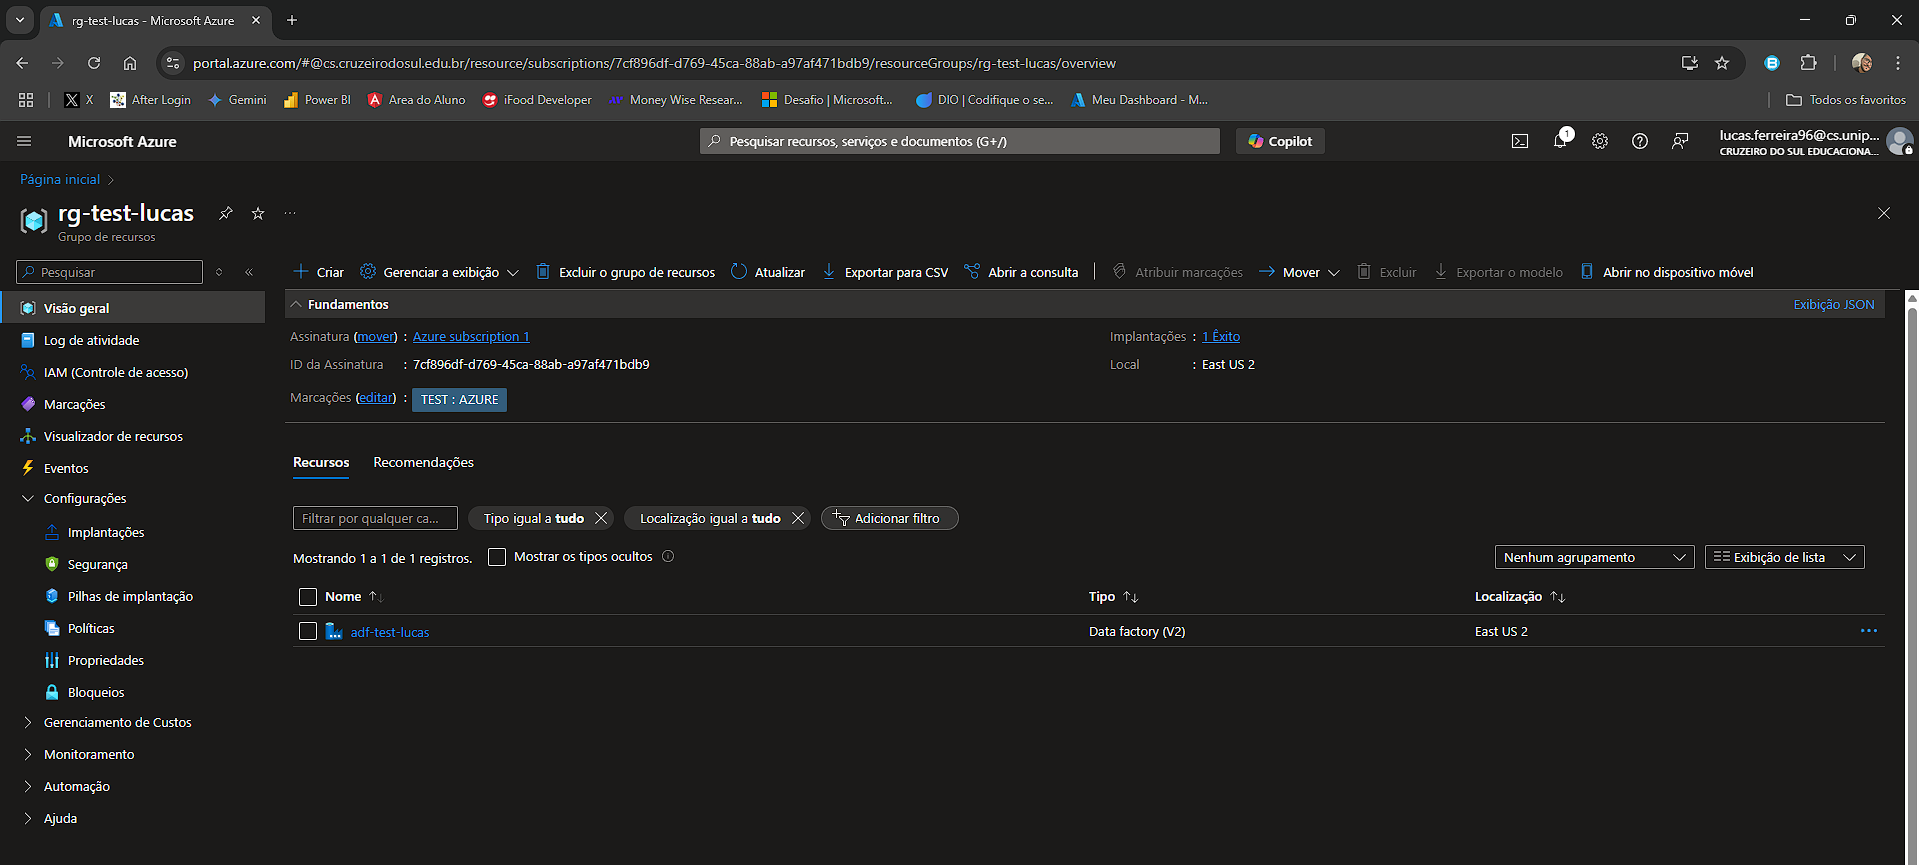 rg-test-lucas - Microsoft Azure
portal.azure.com/#@cs.cruzeirodosul.edu.br/resource/subscriptions/7cf896df-d769-45ca-88ab-a97af471bdb9/resourceGroups/rg-test-lucas/overview
X After Login Gemini Power BI Area do Aluno iFood Developer Money Wise Resear... Desafio | Microsoft... DIO | Codifique o se... Meu Dashboard - M... Todos os favoritos
Microsoft Azure Pesquisar recursos, serviços e documentos (G+/) Copilot 1 lucas.ferreira96@cs.unip...
CRUZEIRO DO SUL EDUCACIONA...
Página inicial
rg-test-lucas ...
Grupo de recursos
Pesquisar Criar Gerenciar a exibição Excluir o grupo de recursos Atualizar Exportar para CSV Abrir a consulta Atribuir marcações Mover Excluir Exportar o modelo Abrir no dispositivo móvel
Visão geral
Log de atividade
IAM (Controle de acesso)
Marcações
Visualizador de recursos
Eventos
Configurações
Implantações
Segurança
Pilhas de implantação
Políticas
Propriedades
Bloqueios
Gerenciamento de Custos
Monitoramento
Automação
Ajuda
Fundamentos Exibição JSON
Assinatura (mover) : Azure subscription 1 Implantações : 1 Êxito
ID da Assinatura : 7cf896df-d769-45ca-88ab-a97af471bdb9 Local : East US 2
Marcações (editar) : TEST : AZURE
Recursos Recomendações
Filtrar por qualquer ca... Tipo igual a tudo Localização igual a tudo Adicionar filtro
Mostrando 1 a 1 de 1 registros. Mostrar os tipos ocultos Nenhum agrupamento Exibição de lista
Nome Tipo Localização
adf-test-lucas Data factory (V2) East US 2 ...